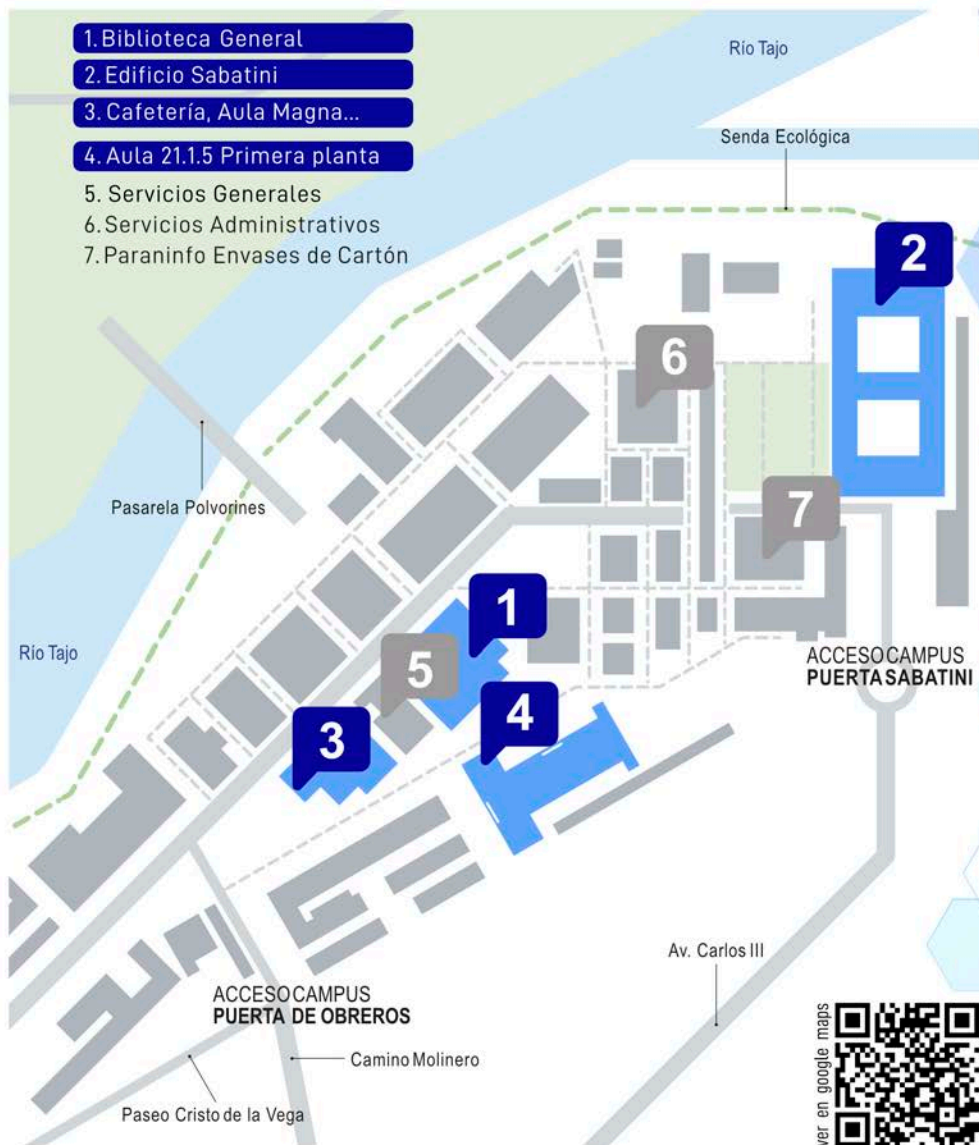 1. Biblioteca General
2. Edificio Sabatini
3. Cafetería, Aula Magna...
4. Aula 21.1.5 Primera planta
5. Servicios Generales
6. Servicios Administrativos
7. Paraninfo Envases de Cartón
Río Tajo
Senda Ecológica
2
6
Pasarela Polvorines
7
1
Río Tajo
5
ACCESO CAMPUS
PUERTA SABATINI
4
3
Av. Carlos III
ACCESO CAMPUS
PUERTA DE OBREROS
Camino Molinero
Paseo Cristo de la Vega
ver en google maps